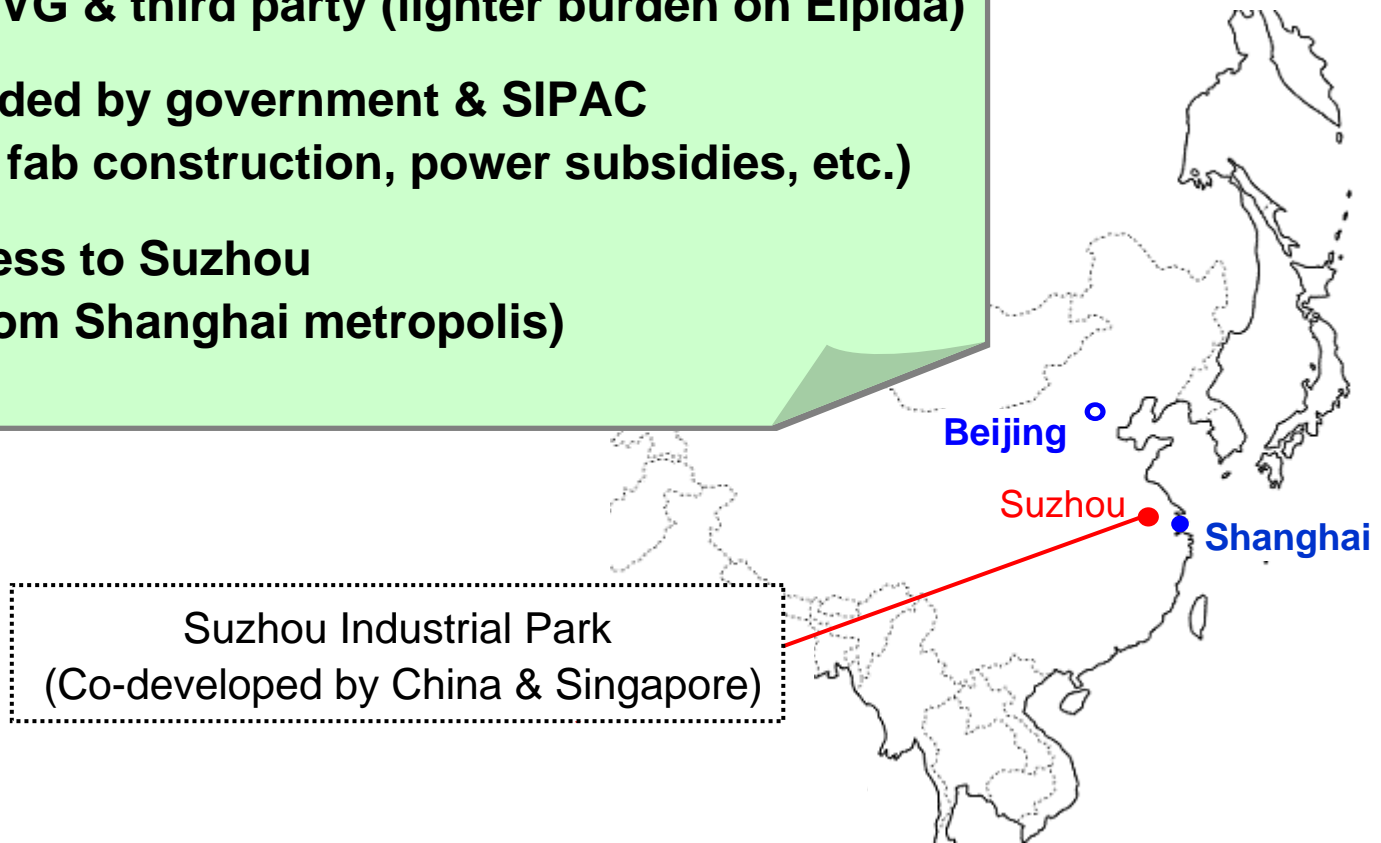 VG & third party (lighter burden on Elpida)
ded by government & SIPAC
fab construction, power subsidies, etc.)
ess to Suzhou
om Shanghai metropolis)
Beijing
Suzhou
Shanghai
Suzhou Industrial Park
(Co-developed by China & Singapore)